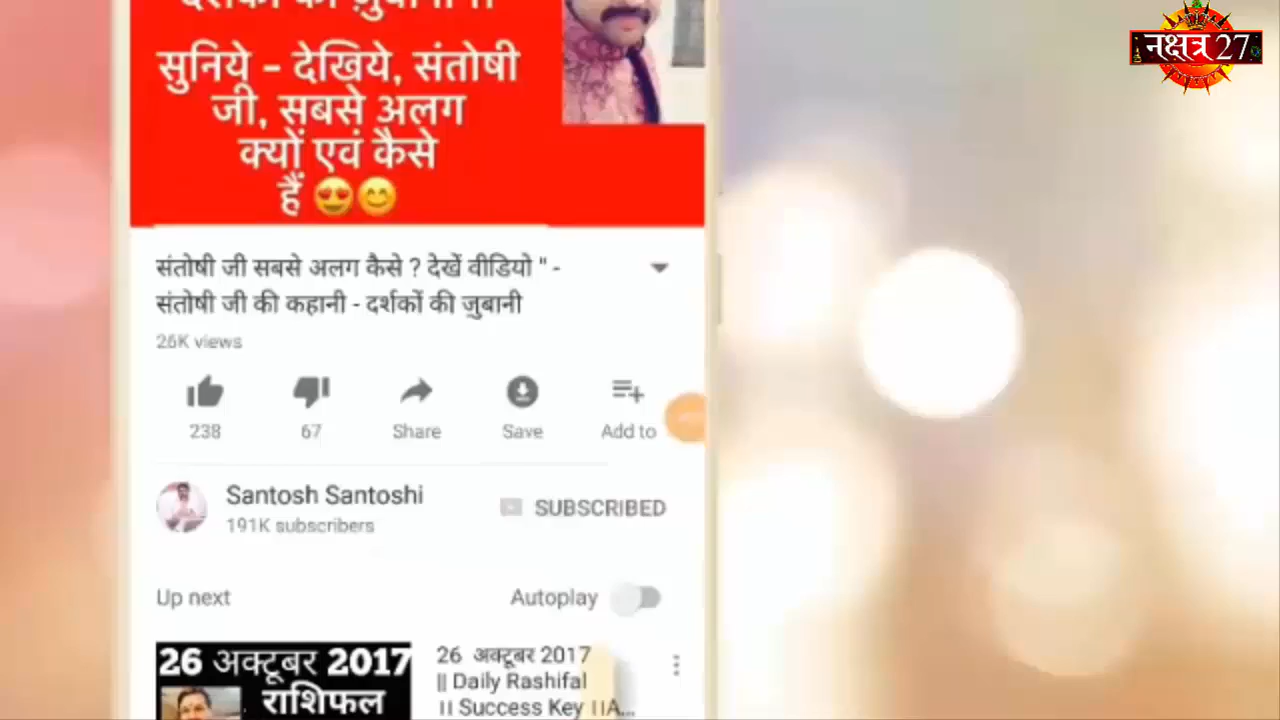 दर्शकों की ज़ुबानी
नक्षत्र 27
सुनिये - देखिये, संतोषी
जी, सबसे अलग
क्यों एवं कैसे
हैं 😍😊
संतोषी जी सबसे अलग कैसे ? देखें वीडियो " -
संतोषी जी की कहानी - दर्शकों की जुबानी
26K views
238
67
Share
Save
Add to
Santosh Santoshi
191K subscribers
SUBSCRIBED
Up next
Autoplay
26 अक्टूबर 2017
राशिफल
26 अक्टूबर 2017
|| Daily Rashifal
।। Success Key ।।A...